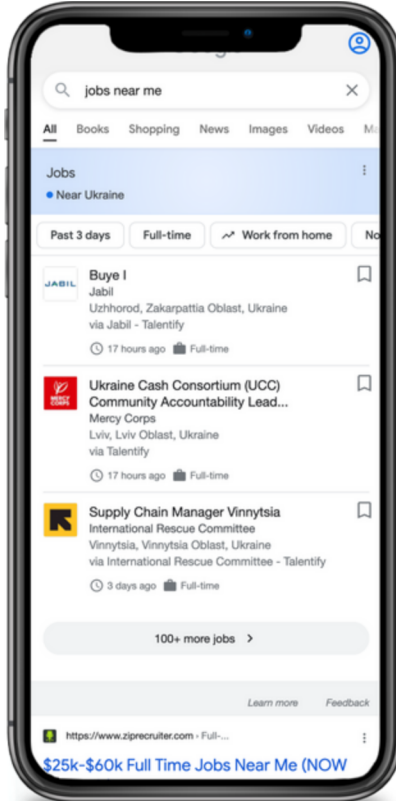 jobs near me
All Books Shopping News Images Videos Ma
Jobs
Near Ukraine
Past 3 days Full-time Work from home No
JABIL
Buye I
Jabil
Uzhhorod, Zakarpattia Oblast, Ukraine
via Jabil - Talentify
17 hours ago Full-time
MERCY
CORPS
Ukraine Cash Consortium (UCC)
Community Accountability Lead...
Mercy Corps
Lviv, Lviv Oblast, Ukraine
via Talentify
17 hours ago Full-time
Supply Chain Manager Vinnytsia
International Rescue Committee
Vinnytsia, Vinnytsia Oblast, Ukraine
via International Rescue Committee - Talentify
3 days ago Full-time
100+ more jobs >
Learn more Feedback
https://www.ziprecruiter.com › Full-...
$25k-$60k Full Time Jobs Near Me (NOW